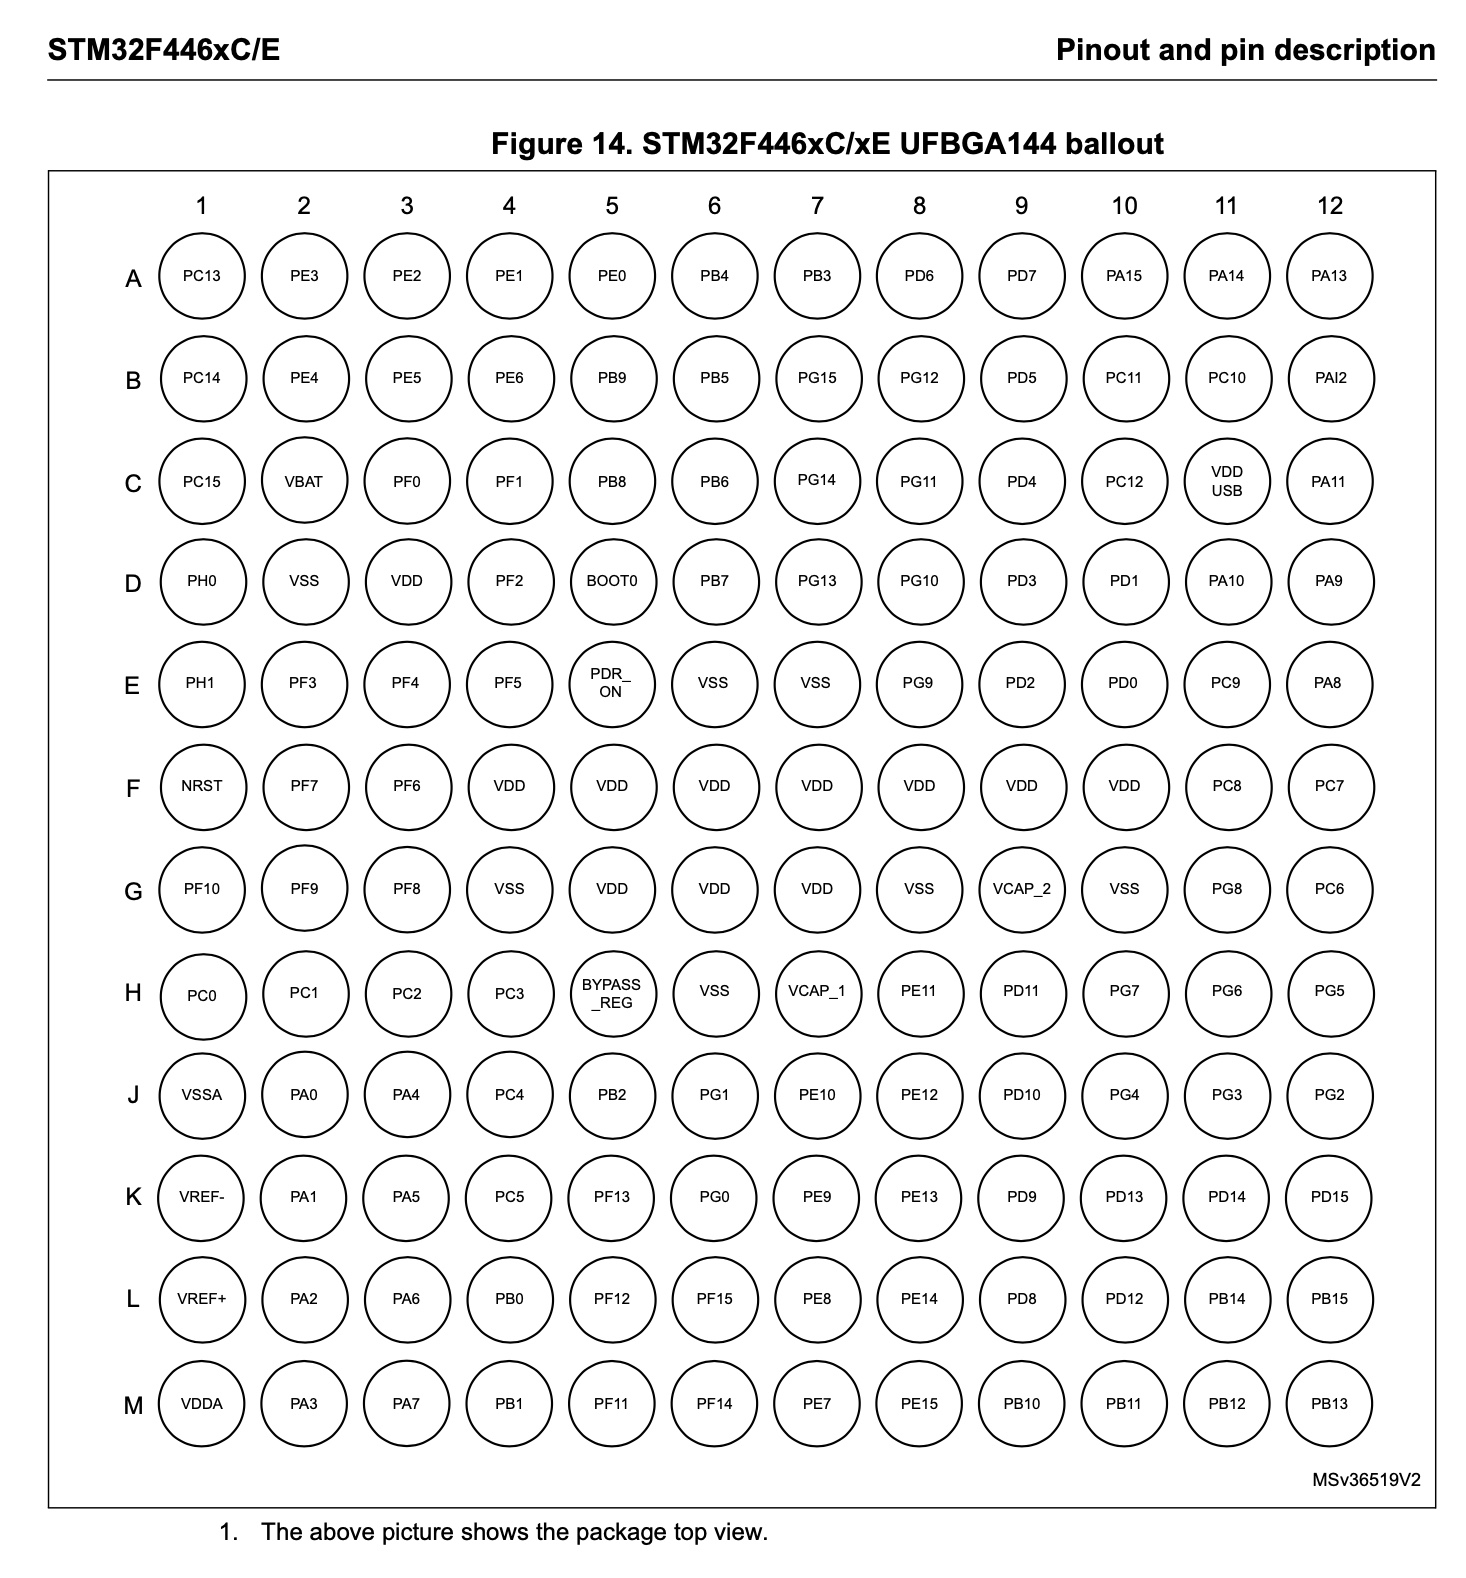 STM32F446xC/E Pinout and pin description
Figure 14. STM32F446xC/xE UFBGA144 ballout
1 2 3 4 5 6 7 8 9 10 11 12
A PC13 PE3 PE2 PE1 PE0 PB4 PB3 PD6 PD7 PA15 PA14 PA13
B PC14 PE4 PE5 PE6 PB9 PB5 PG15 PG12 PD5 PC11 PC10 PAI2
C PC15 VBAT PF0 PF1 PB8 PB6 PG14 PG11 PD4 PC12 VDD USB PA11
D PH0 VSS VDD PF2 BOOT0 PB7 PG13 PG10 PD3 PD1 PA10 PA9
E PH1 PF3 PF4 PF5 PDR_ ON VSS VSS PG9 PD2 PD0 PC9 PA8
F NRST PF7 PF6 VDD VDD VDD VDD VDD VDD VDD PC8 PC7
G PF10 PF9 PF8 VSS VDD VDD VDD VSS VCAP_2 VSS PG8 PC6
H PC0 PC1 PC2 PC3 BYPASS _REG VSS VCAP_1 PE11 PD11 PG7 PG6 PG5
J VSSA PA0 PA4 PC4 PB2 PG1 PE10 PE12 PD10 PG4 PG3 PG2
K VREF- PA1 PA5 PC5 PF13 PG0 PE9 PE13 PD9 PD13 PD14 PD15
L VREF+ PA2 PA6 PB0 PF12 PF15 PE8 PE14 PD8 PD12 PB14 PB15
M VDDA PA3 PA7 PB1 PF11 PF14 PE7 PE15 PB10 PB11 PB12 PB13
MSv36519V2
1. The above picture shows the package top view.